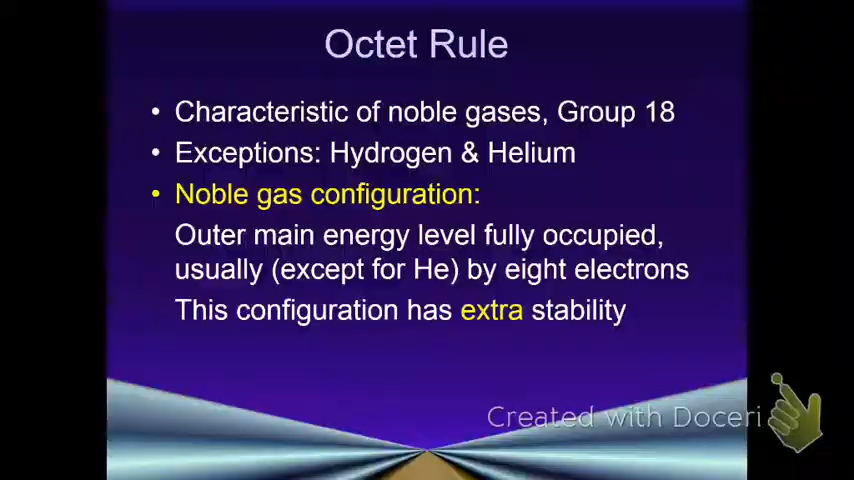 Octet Rule
• Characteristic of noble gases, Group 18
• Exceptions: Hydrogen & Helium
• Noble gas configuration:
Outer main energy level fully occupied,
usually (except for He) by eight electrons
This configuration has extra stability
Created with Doceri